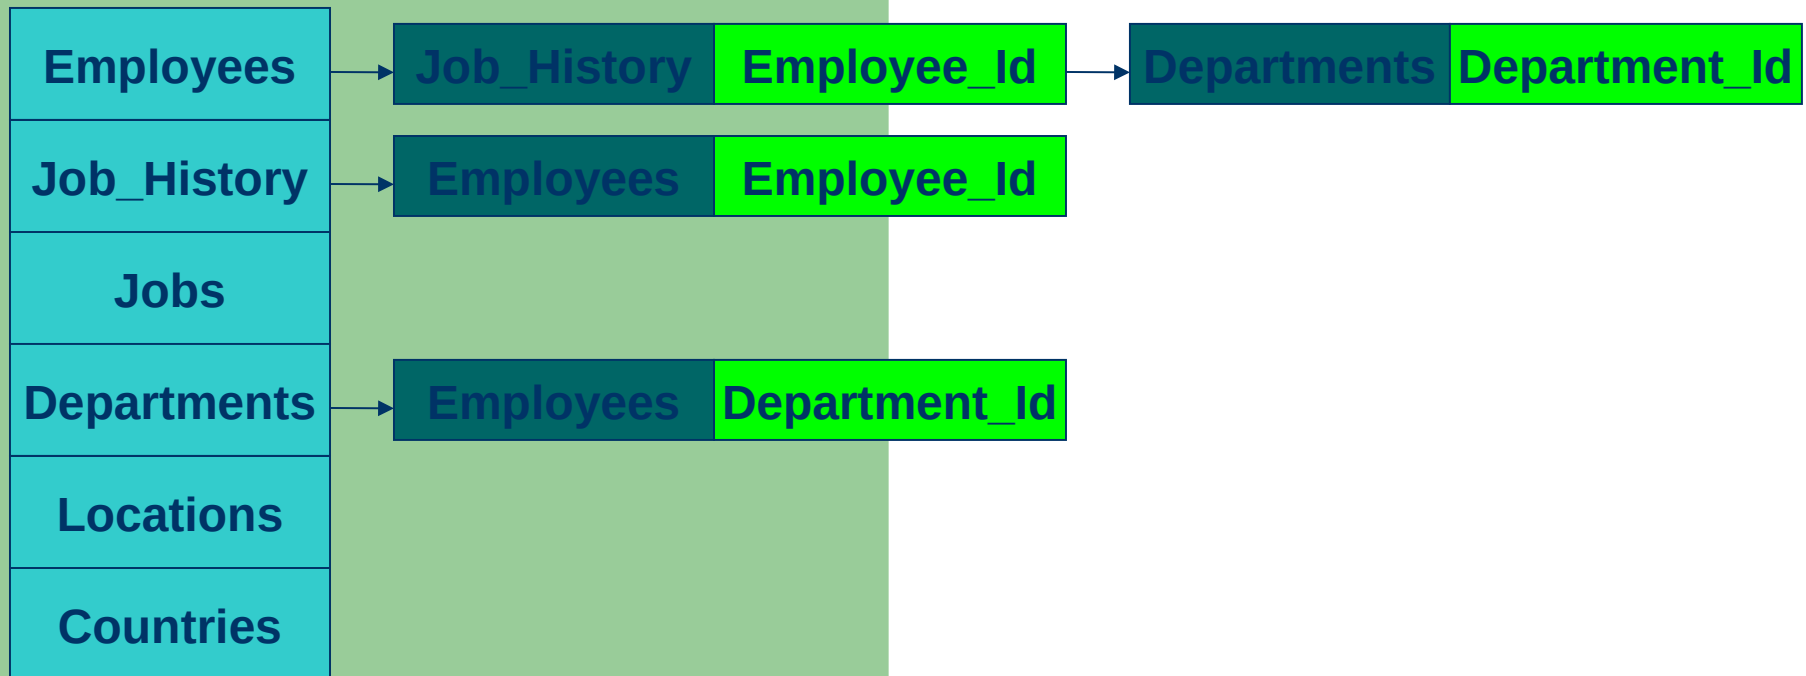 Employees Job_History Employee_Id Departments Department_Id
Job_History Employees Employee_Id
Jobs
Departments Employees Department_Id
Locations
Countries